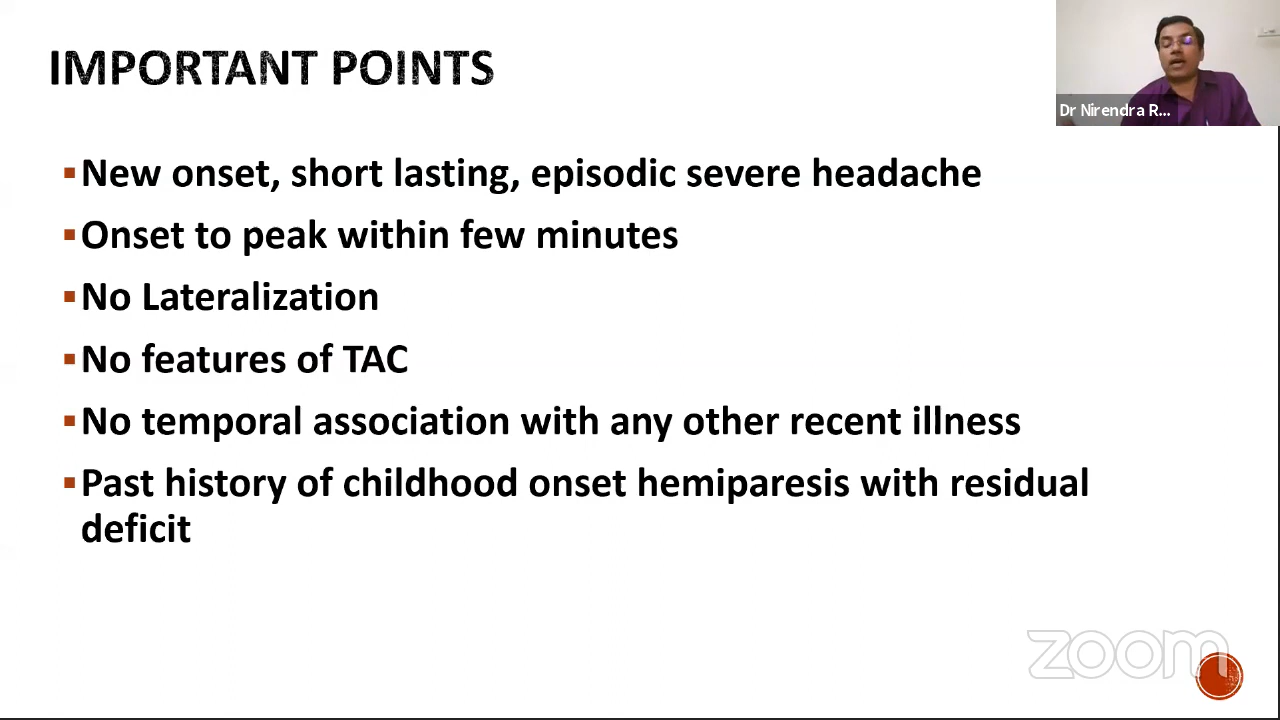 IMPORTANT POINTS
Dr Nirendra R...
New onset, short lasting, episodic severe headache
Onset to peak within few minutes
No Lateralization
No features of TAC
No temporal association with any other recent illness
Past history of childhood onset hemiparesis with residual
deficit
zoom